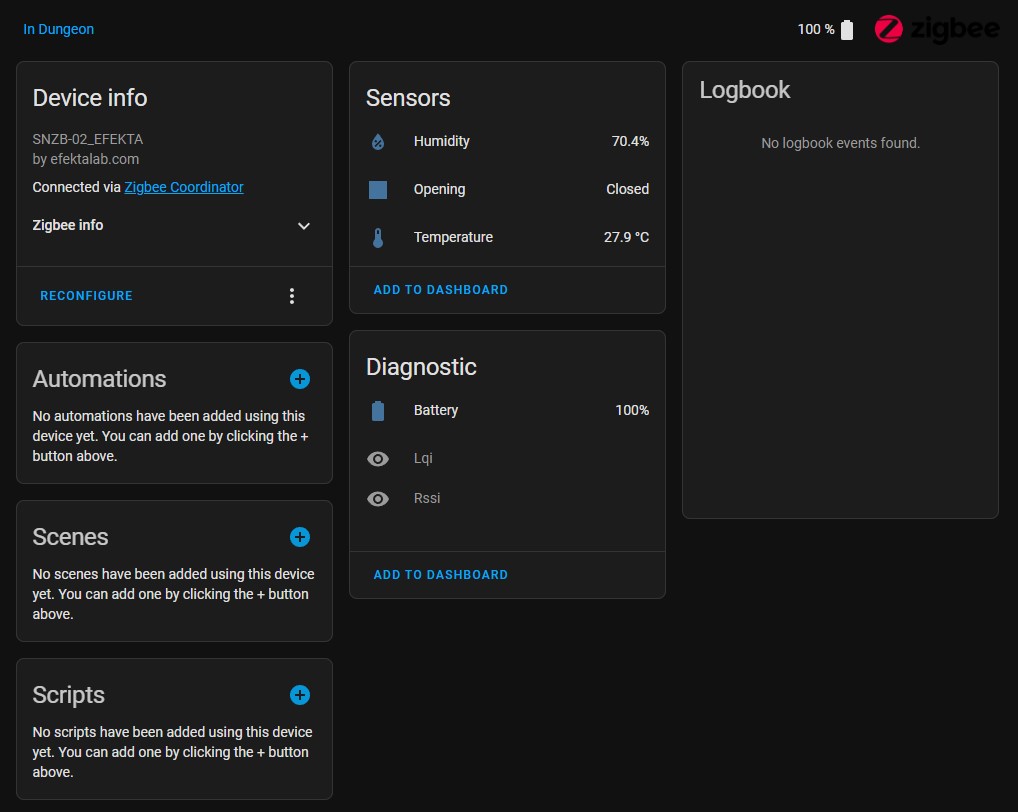 In Dungeon
100 %
zigbee
Device info
SNZB-02_EFEKTA
by efektalab.com
Connected via Zigbee Coordinator
Zigbee info
RECONFIGURE
Automations
No automations have been added using this
device yet. You can add one by clicking the +
button above.
Scenes
No scenes have been added using this device
yet. You can add one by clicking the + button
above.
Scripts
No scripts have been added using this device
yet. You can add one by clicking the + button
above.
Sensors
Humidity 70.4%
Opening Closed
Temperature 27.9 °C
ADD TO DASHBOARD
Diagnostic
Battery 100%
Lqi
Rssi
ADD TO DASHBOARD
Logbook
No logbook events found.